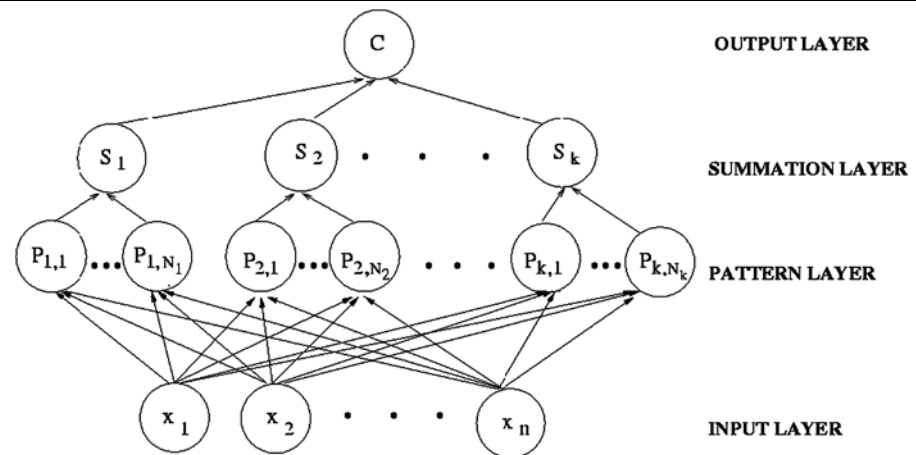 C OUTPUT LAYER
S 1 S 2 . . . S k SUMMATION LAYER
P1,1 ... P1,N1 P2,1 ... P2,N2 . . . Pk,1 ... Pk,Nk PATTERN LAYER
x 1 x 2 . . . x n INPUT LAYER